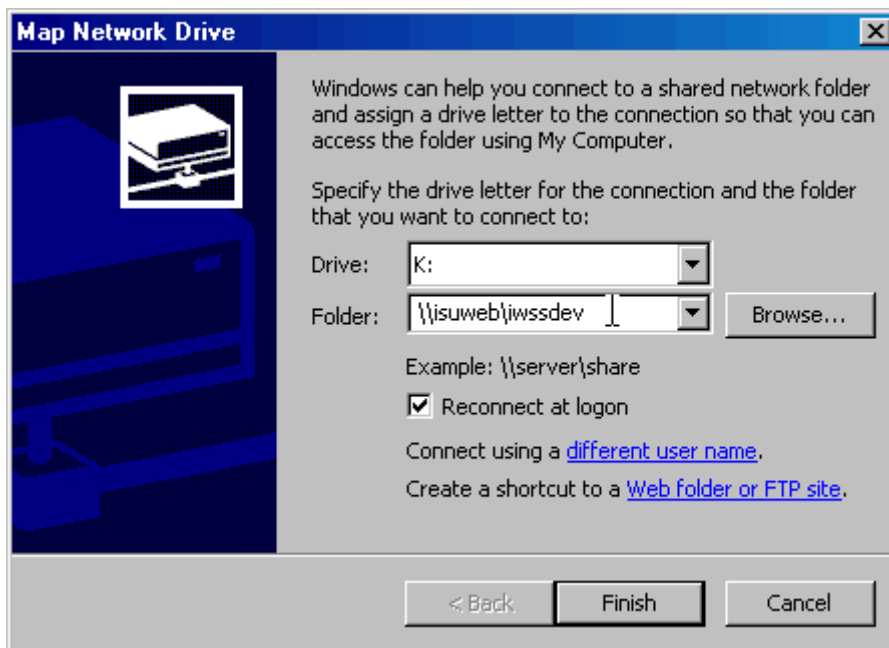 Map Network Drive
Windows can help you connect to a shared network folder
and assign a drive letter to the connection so that you can
access the folder using My Computer.
Specify the drive letter for the connection and the folder
that you want to connect to:
Drive: K:
Folder: \\isuweb\iwssdev Browse...
Example: \\server\share
Reconnect at logon
Connect using a different user name.
Create a shortcut to a Web folder or FTP site.
< Back Finish Cancel